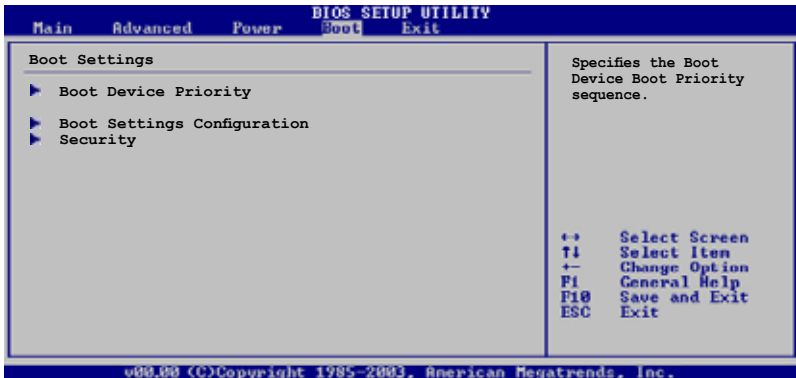 BIOS SETUP UTILITY
Main Advanced Power Boot Exit
Boot Settings
Boot Device Priority
Boot Settings Configuration
Security
Specifies the Boot
Device Boot Priority
sequence.
←→ Select Screen
↑↓ Select Item
+- Change Option
F1 General Help
F10 Save and Exit
ESC Exit
v00.00 (C)Copyright 1985-2003, American Megatrends, Inc.